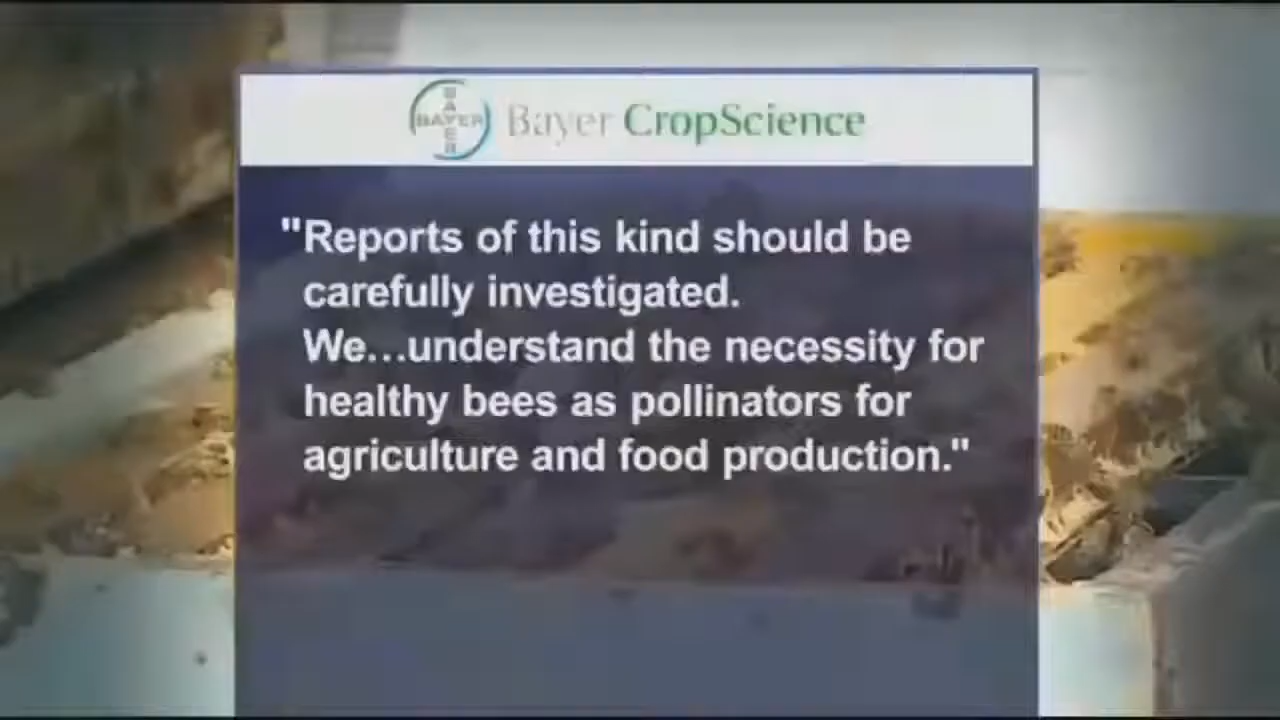 BAYER
BAYER
Bayer CropScience
"Reports of this kind should be
carefully investigated.
We...understand the necessity for
healthy bees as pollinators for
agriculture and food production."